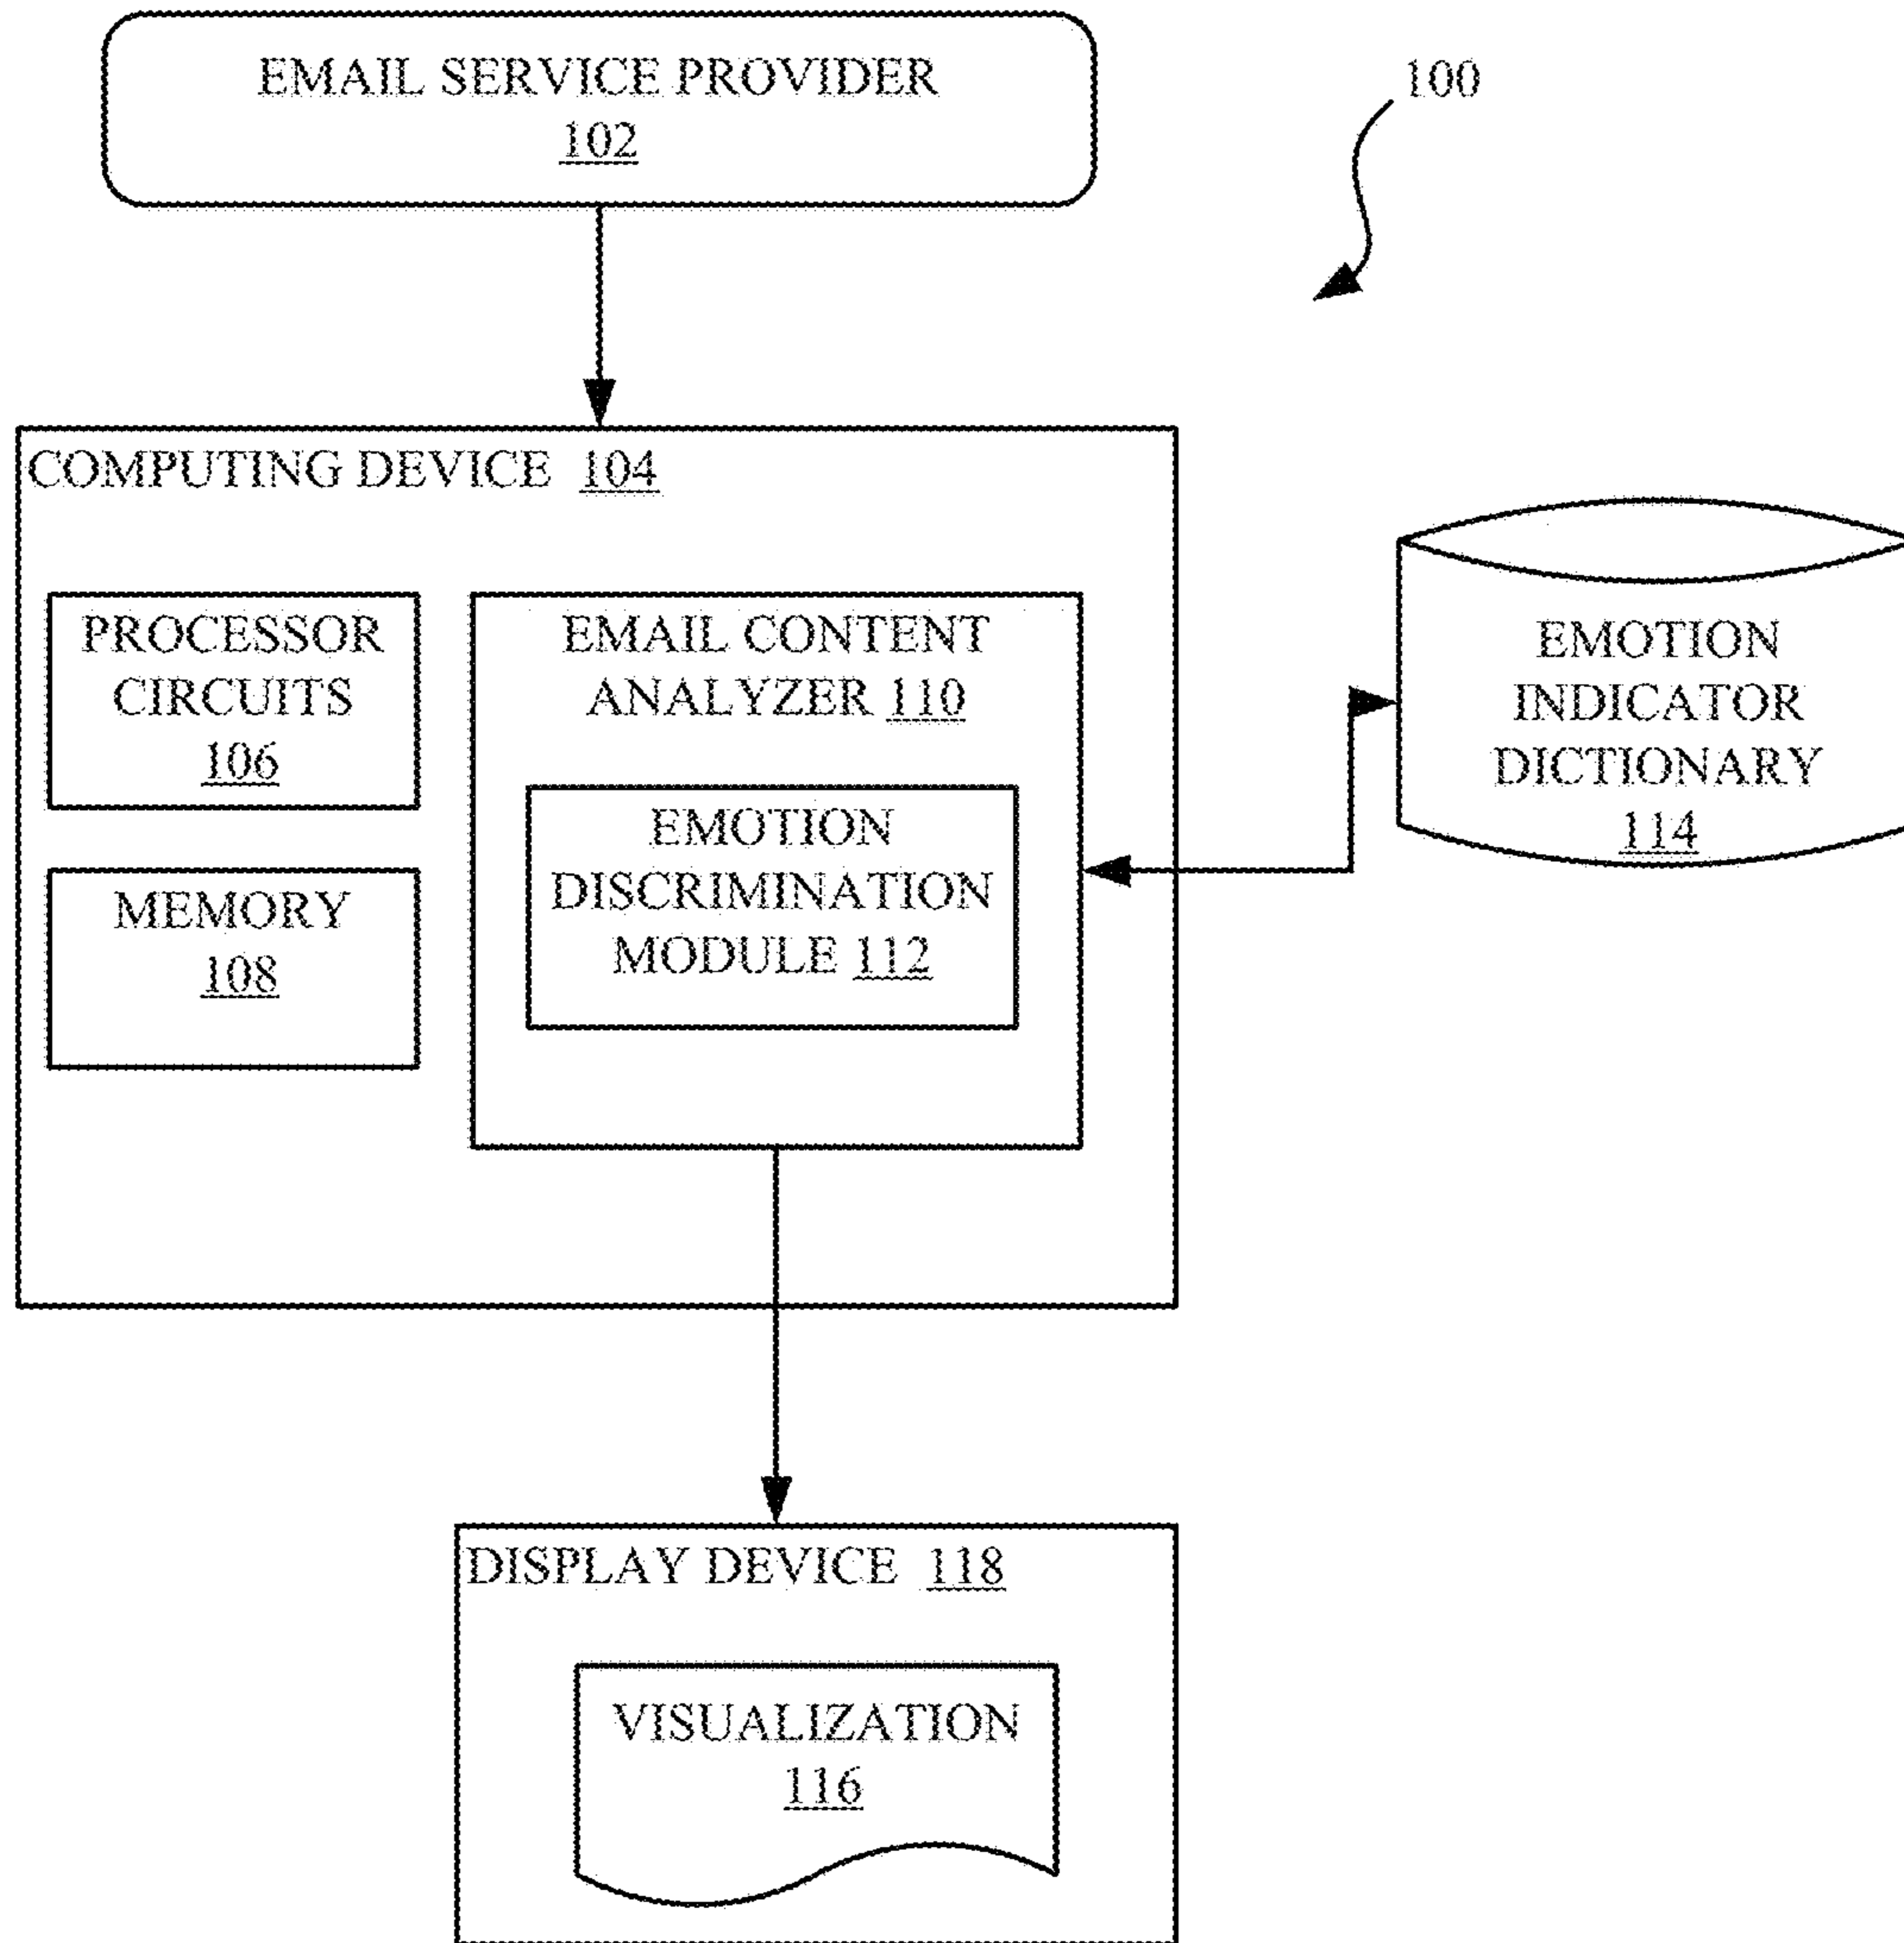 EMAIL SERVICE PROVIDER
102
100
COMPUTING DEVICE 104
PROCESSOR
CIRCUITS
106
MEMORY
108
EMAIL CONTENT
ANALYZER 110
EMOTION
DISCRIMINATION
MODULE 112
EMOTION
INDICATOR
DICTIONARY
114
DISPLAY DEVICE 118
VISUALIZATION
116